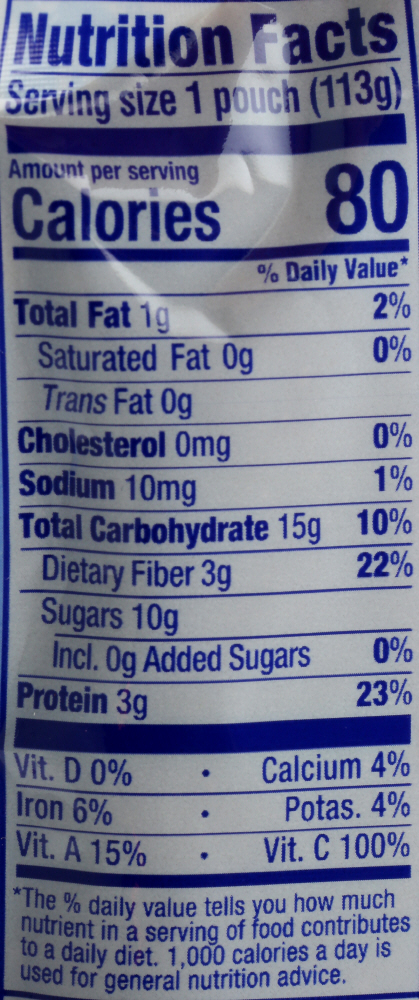 Nutrition Facts
Serving size 1 pouch (113g)
Amount per serving
Calories 80
% Daily Value*
Total Fat 1g 2%
Saturated Fat 0g 0%
Trans Fat 0g
Cholesterol 0mg 0%
Sodium 10mg 1%
Total Carbohydrate 15g 10%
Dietary Fiber 3g 22%
Sugars 10g
Incl. 0g Added Sugars 0%
Protein 3g 23%
Vit. D 0% • Calcium 4%
Iron 6% • Potas. 4%
Vit. A 15% • Vit. C 100%
*The % daily value tells you how much
nutrient in a serving of food contributes
to a daily diet. 1,000 calories a day is
used for general nutrition advice.